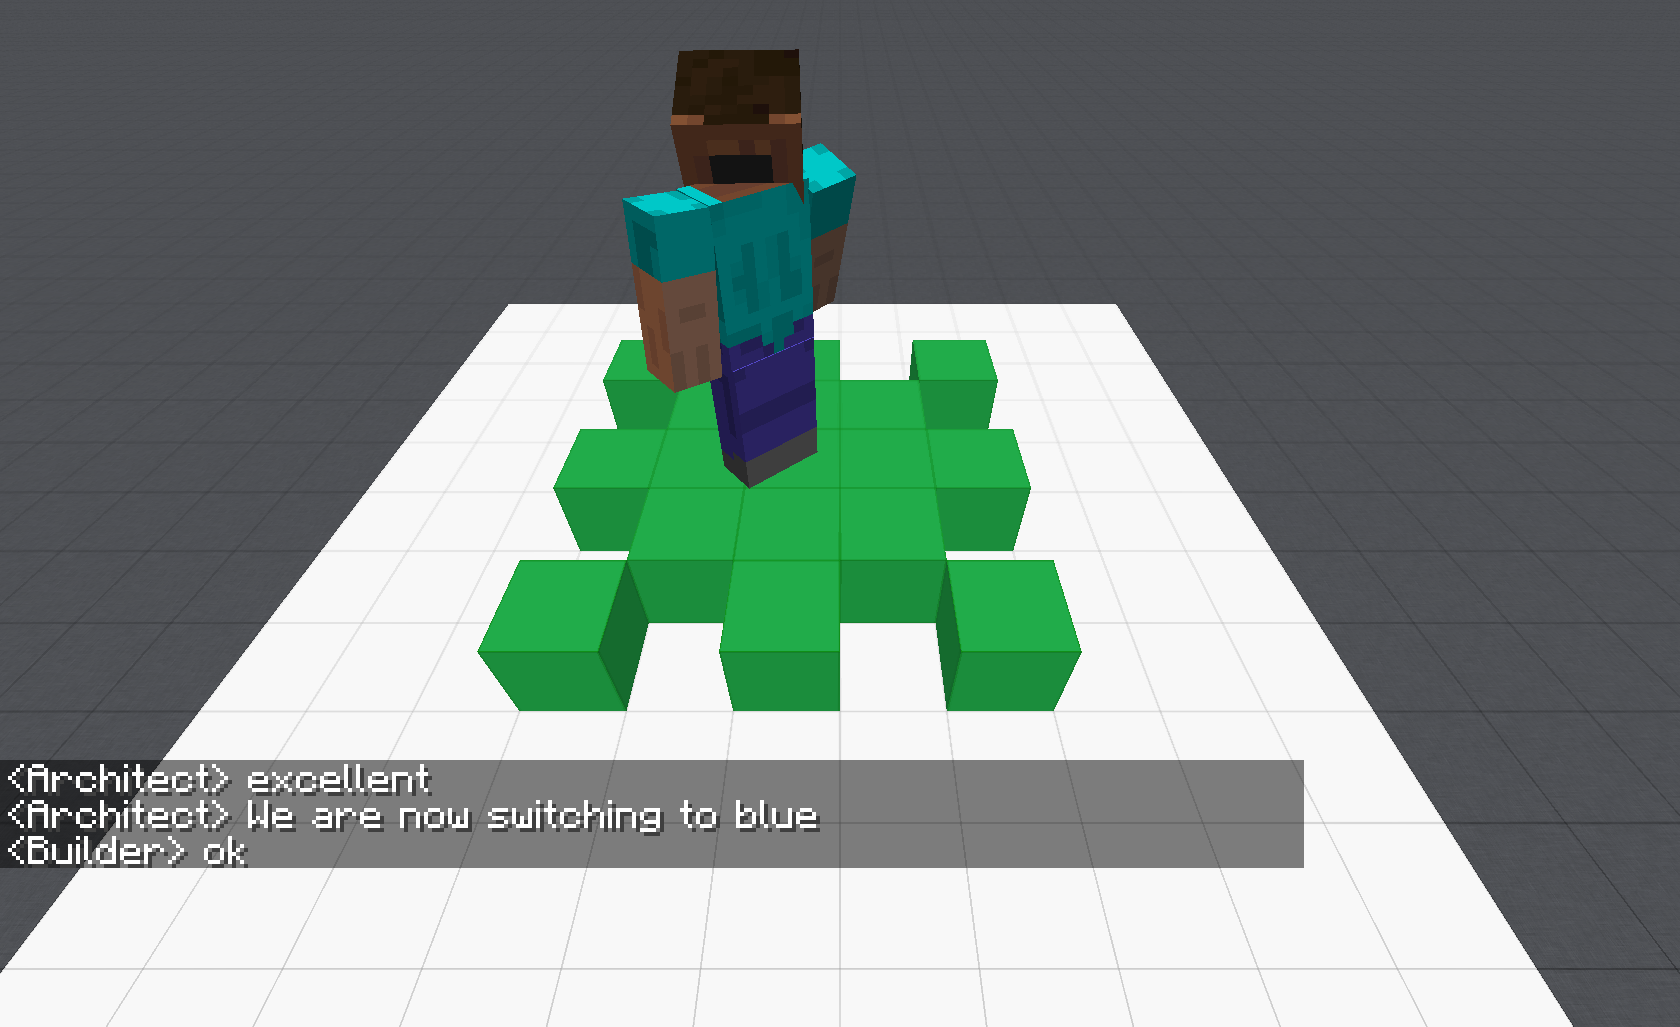 <Architect> excellent
<Architect> We are now switching to blue
<Builder> ok